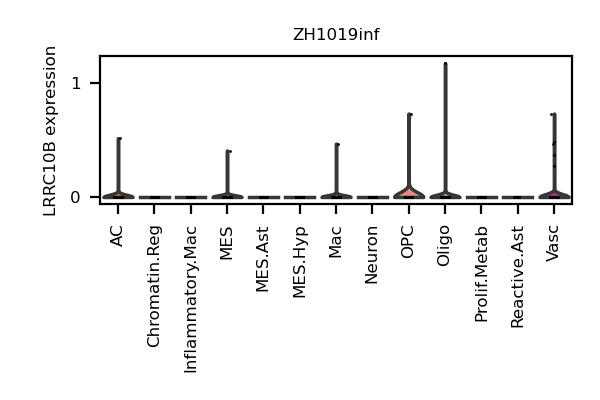 ZH1019inf
LRRC10B expression
1
0
AC
Chromatin.Reg
Inflammatory.Mac
MES
MES.Ast
MES.Hyp
Mac
Neuron
OPC
Oligo
Prolif.Metab
Reactive.Ast
Vasc